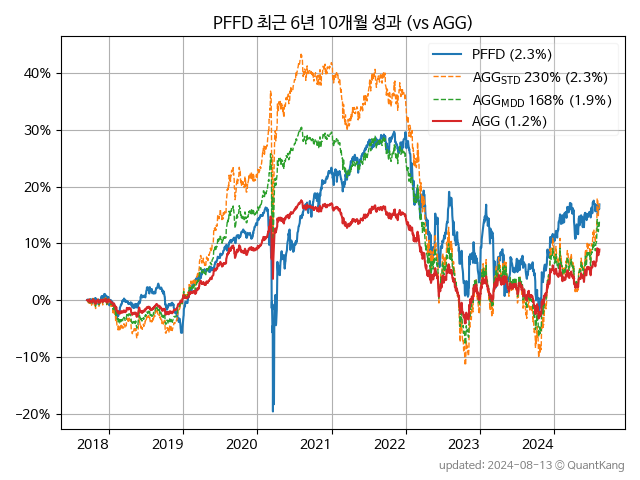 PFFD 최근 6년 10개월 성과 (vs AGG)
PFFD (2.3%)
AGG_STD 230% (2.3%)
AGG_MDD 168% (1.9%)
AGG (1.2%)
40%
30%
20%
10%
0%
−10%
−20%
2018 2019 2020 2021 2022 2023 2024
updated: 2024-08-13 © QuantKang